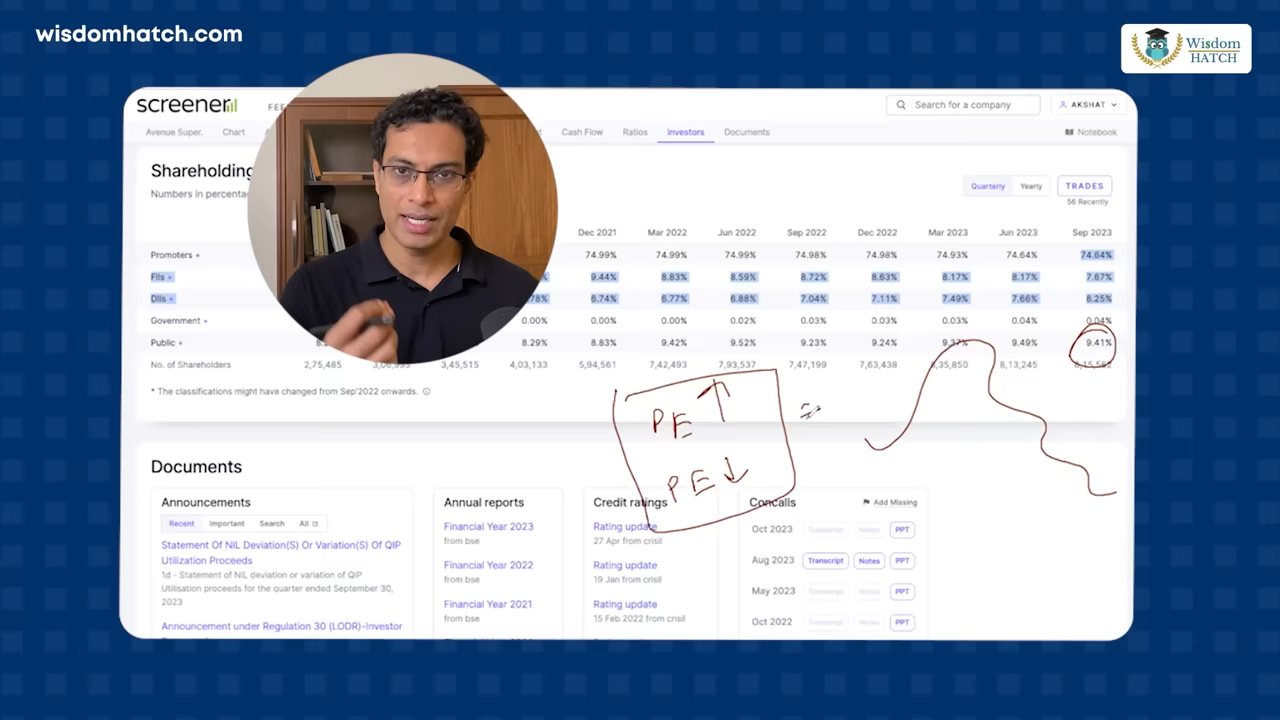 wisdomhatch.com
Wisdom
HATCH
screener
FEE
Search for a company
AKSHAT
Avenue Super. Chart Cash Flow Ratios Investors Documents Notebook
Shareholding
Numbers in percenta
Quarterly Yearly TRADES
56 Recently
Dec 2021 Mar 2022 Jun 2022 Sep 2022 Dec 2022 Mar 2023 Jun 2023 Sep 2023
Promoters + 74.99% 74.99% 74.99% 74.98% 74.98% 74.93% 74.64% 74.64%
FIIs + % 9.44% 8.83% 8.59% 8.72% 8.63% 8.17% 8.17% 7.67%
DIIs + .78% 6.74% 6.77% 6.88% 7.04% 7.11% 7.49% 7.66% 8.25%
Government + 0.00% 0.00% 0.00% 0.02% 0.03% 0.03% 0.03% 0.04% 0.04%
Public + 8.29% 8.83% 9.42% 9.52% 9.23% 9.24% 9.37% 9.49% 9.41%
No. of Shareholders 2,75,485 3,45,515 4,03,133 5,94,561 7,42,493 7,93,537 7,47,199 7,63,438 8,13,245
* The classifications might have changed from Sep'2022 onwards.
PE ↑
=
PE ↓
Documents
Announcements
Recent Important Search All
Statement Of NIL Deviation(S) Or Variation(S) Of QIP
Utilization Proceeds
1d - Statement of NIL deviation or variation of QIP
Utilisation proceeds for the quarter ended September 30,
2023
Announcement under Regulation 30 (LODR)-Investor
Annual reports
Financial Year 2023
from bse
Financial Year 2022
from bse
Financial Year 2021
from bse
Credit ratings
Rating update
27 Apr from crisil
Rating update
19 Jan from crisil
Rating update
15 Feb 2022 from crisil
Concalls
Add Missing
Oct 2023 Transcript Notes PPT
Aug 2023 Transcript Notes PPT
May 2023 Transcript Notes PPT
Oct 2022 Transcript Notes PPT